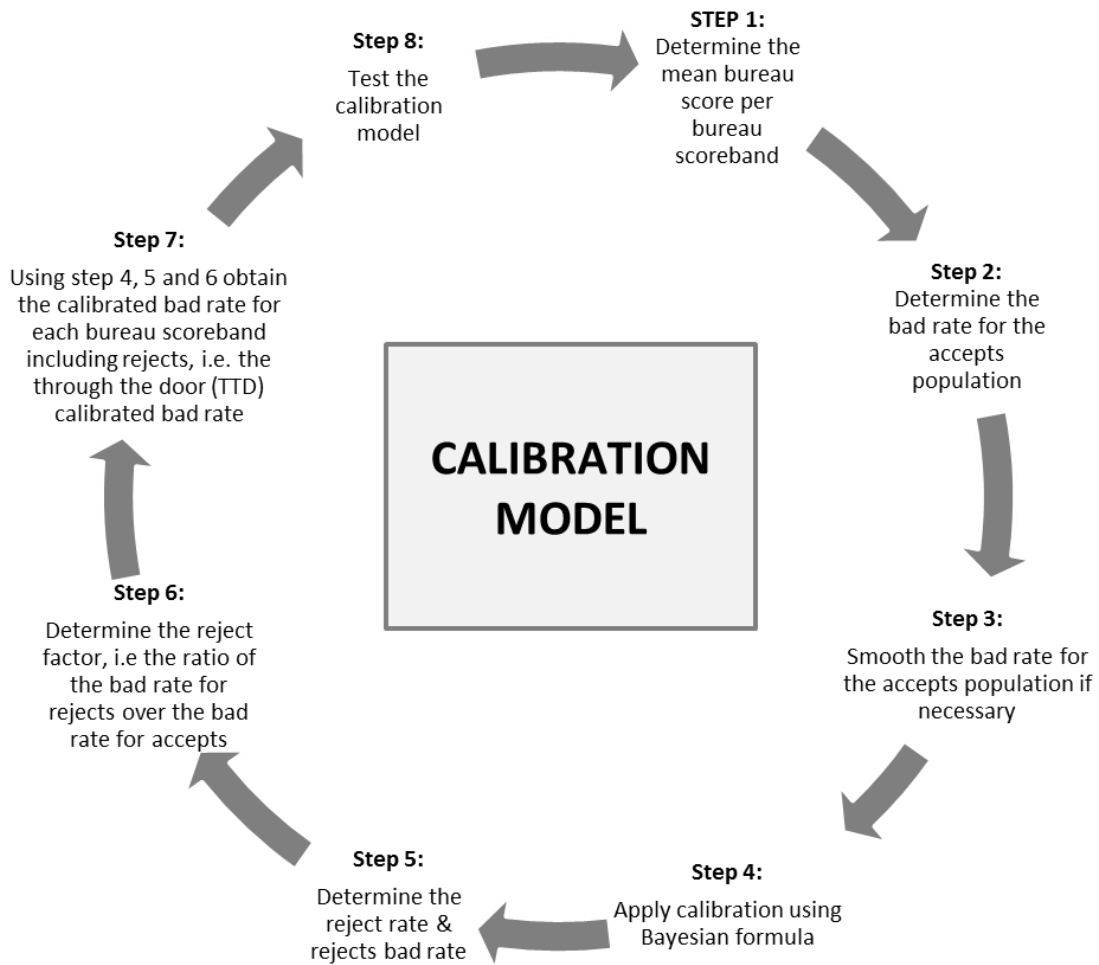 STEP 1:
Determine the
mean bureau
score per
bureau
scoreband
Step 2:
Determine the
bad rate for the
accepts
population
Step 3:
Smooth the bad rate for
the accepts population if
necessary
Step 4:
Apply calibration using
Bayesian formula
Step 5:
Determine the
reject rate &
rejects bad rate
Step 6:
Determine the reject
factor, i.e the ratio of
the bad rate for
rejects over the bad
rate for accepts
Step 7:
Using step 4, 5 and 6 obtain
the calibrated bad rate for
each bureau scoreband
including rejects, i.e. the
through the door (TTD)
calibrated bad rate
Step 8:
Test the
calibration
model
CALIBRATION
MODEL